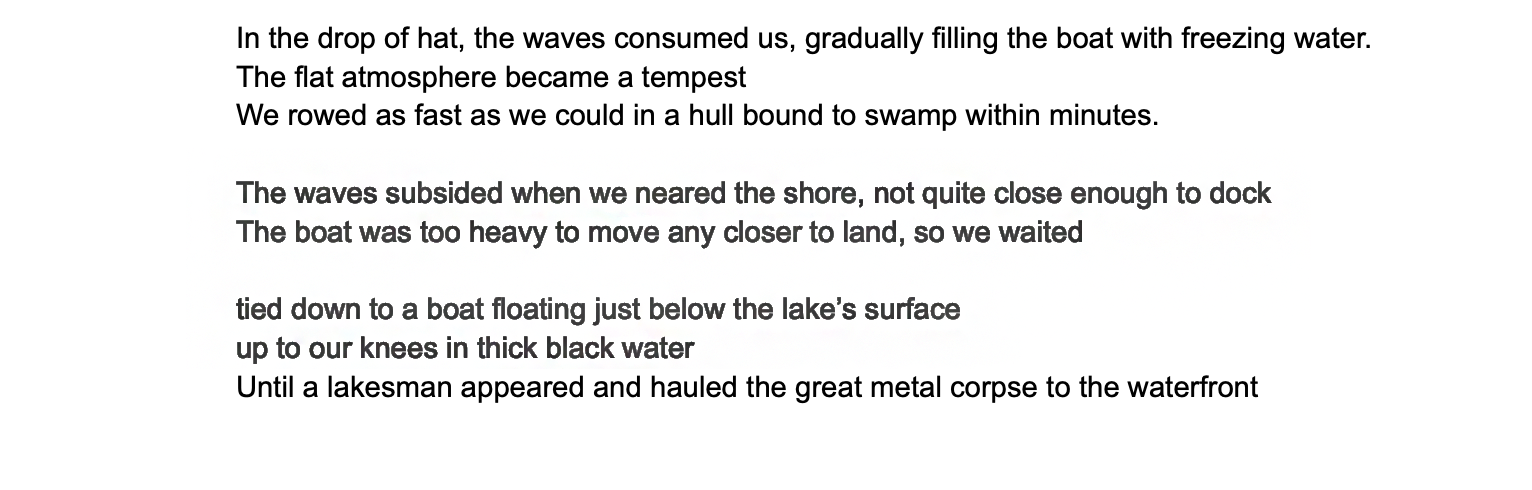 In the drop of hat, the waves consumed us, gradually filling the boat with freezing water.
The flat atmosphere became a tempest
We rowed as fast as we could in a hull bound to swamp within minutes.
The waves subsided when we neared the shore, not quite close enough to dock
The boat was too heavy to move any closer to land, so we waited
tied down to a boat floating just below the lake’s surface
up to our knees in thick black water
Until a lakesman appeared and hauled the great metal corpse to the waterfront